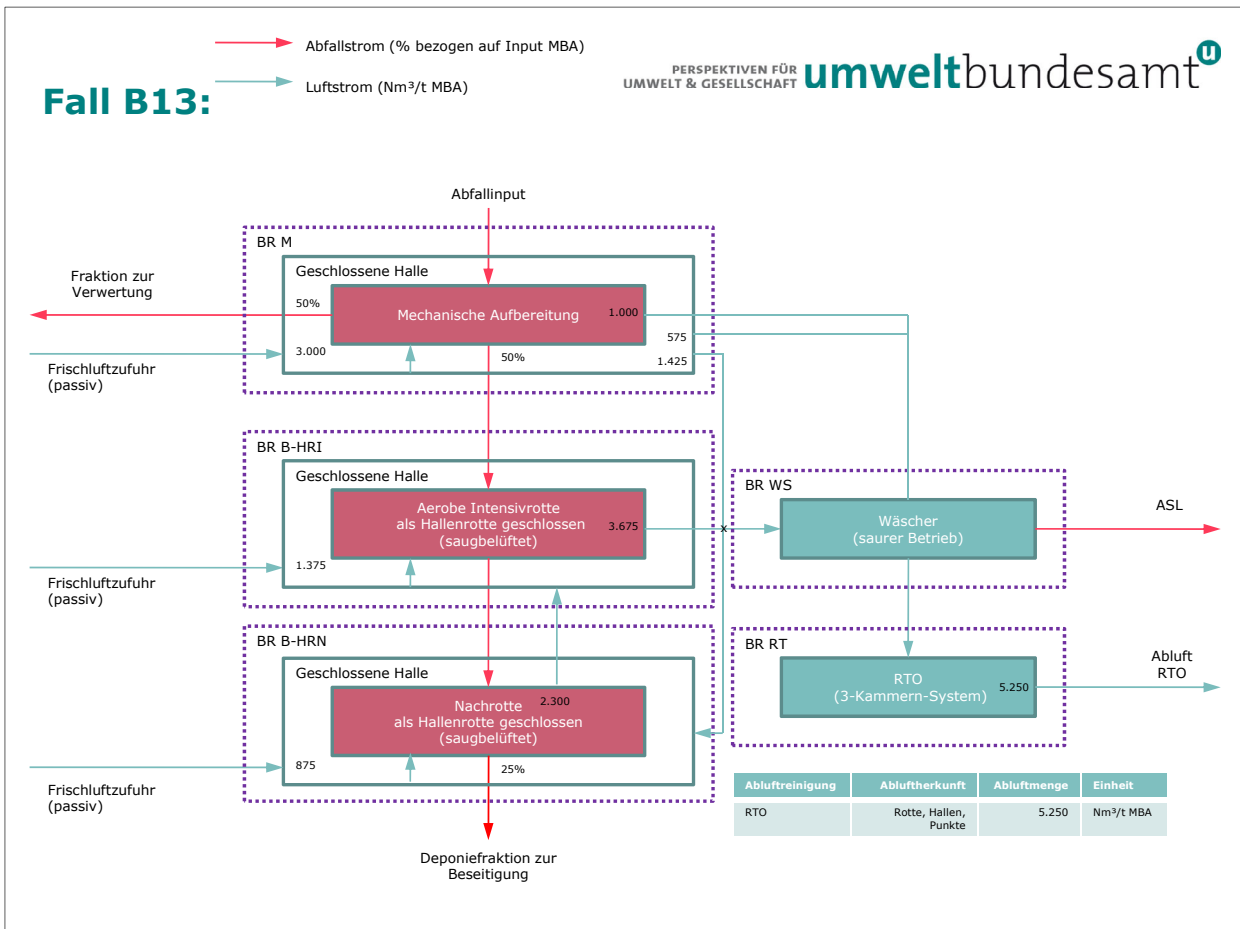 Abfallstrom (% bezogen auf Input MBA)
Luftstrom (Nm³/t MBA)
Fall B13:
PERSPEKTIVEN FÜR
UMWELT & GESELLSCHAFT
umweltbundesamt
u
Abfallinput
BR M
Geschlossene Halle
Fraktion zur
Verwertung
50%
Mechanische Aufbereitung
1.000
575
3.000
50%
1.425
Frischluftzufuhr
(passiv)
BR B-HRI
Geschlossene Halle
Aerobe Intensivrotte
als Hallenrotte geschlossen
(saugbelüftet)
3.675
x
1.375
Frischluftzufuhr
(passiv)
BR WS
Wäscher
(saurer Betrieb)
ASL
BR B-HRN
Geschlossene Halle
Nachrotte
2.300
als Hallenrotte geschlossen
(saugbelüftet)
875
25%
Frischluftzufuhr
(passiv)
BR RT
RTO
(3-Kammern-System)
5.250
Abluft
RTO
Abluftreinigung Abluftherkunft Abluftmenge Einheit
RTO Rotte, Hallen, 5.250 Nm³/t MBA
Punkte
Deponiefraktion zur
Beseitigung